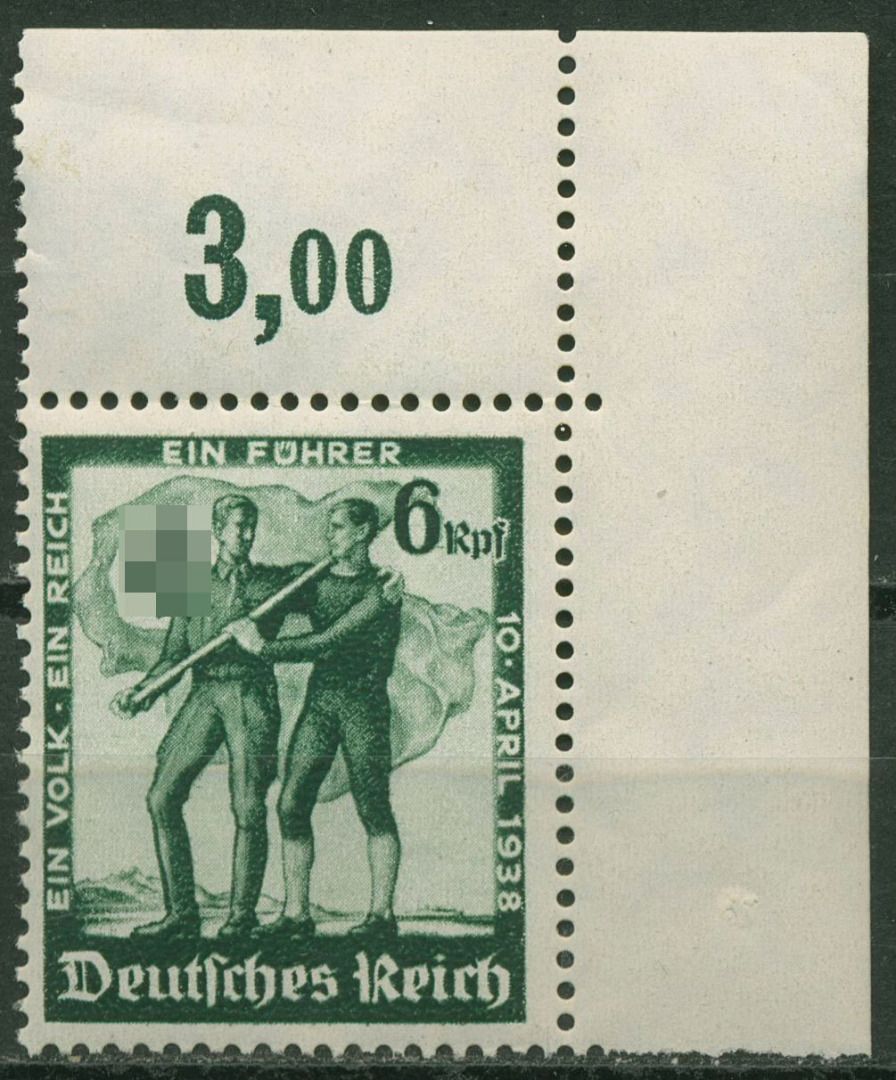 3,00
EIN FÜHRER
EIN VOLK · EIN REICH
6 Rpf
10 · APRIL 1938
Deutſches Reich